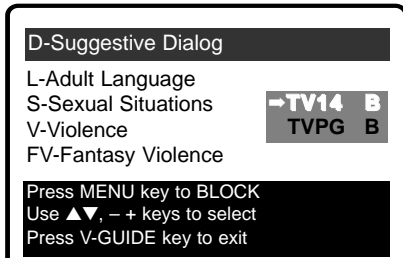 D-Suggestive Dialog
L-Adult Language
S-Sexual Situations
➡TV14 B
V-Violence
TVPG B
FV-Fantasy Violence
Press MENU key to BLOCK
Use ▲▼, – + keys to select
Press V-GUIDE key to exit